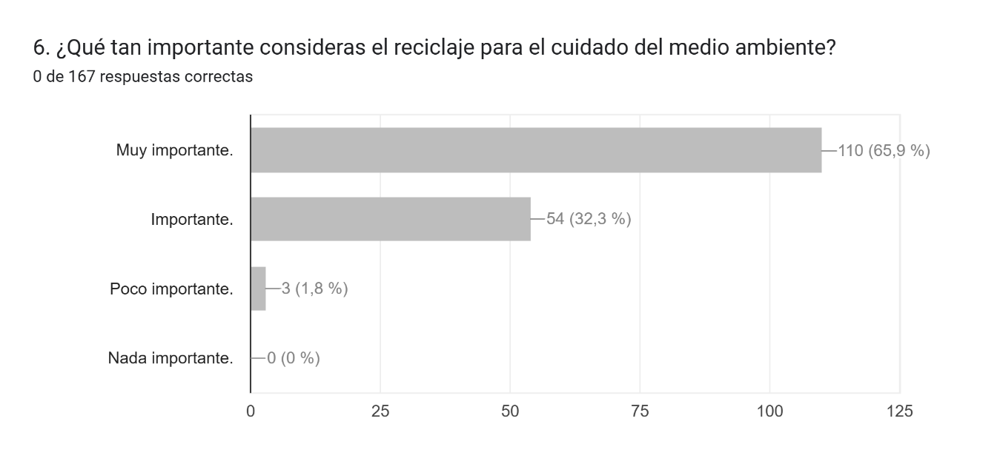 6. ¿Qué tan importante consideras el reciclaje para el cuidado del medio ambiente?
0 de 167 respuestas correctas
Muy importante. 110 (65,9 %)
Importante. 54 (32,3 %)
Poco importante. 3 (1,8 %)
Nada importante. 0 (0 %)
0 25 50 75 100 125